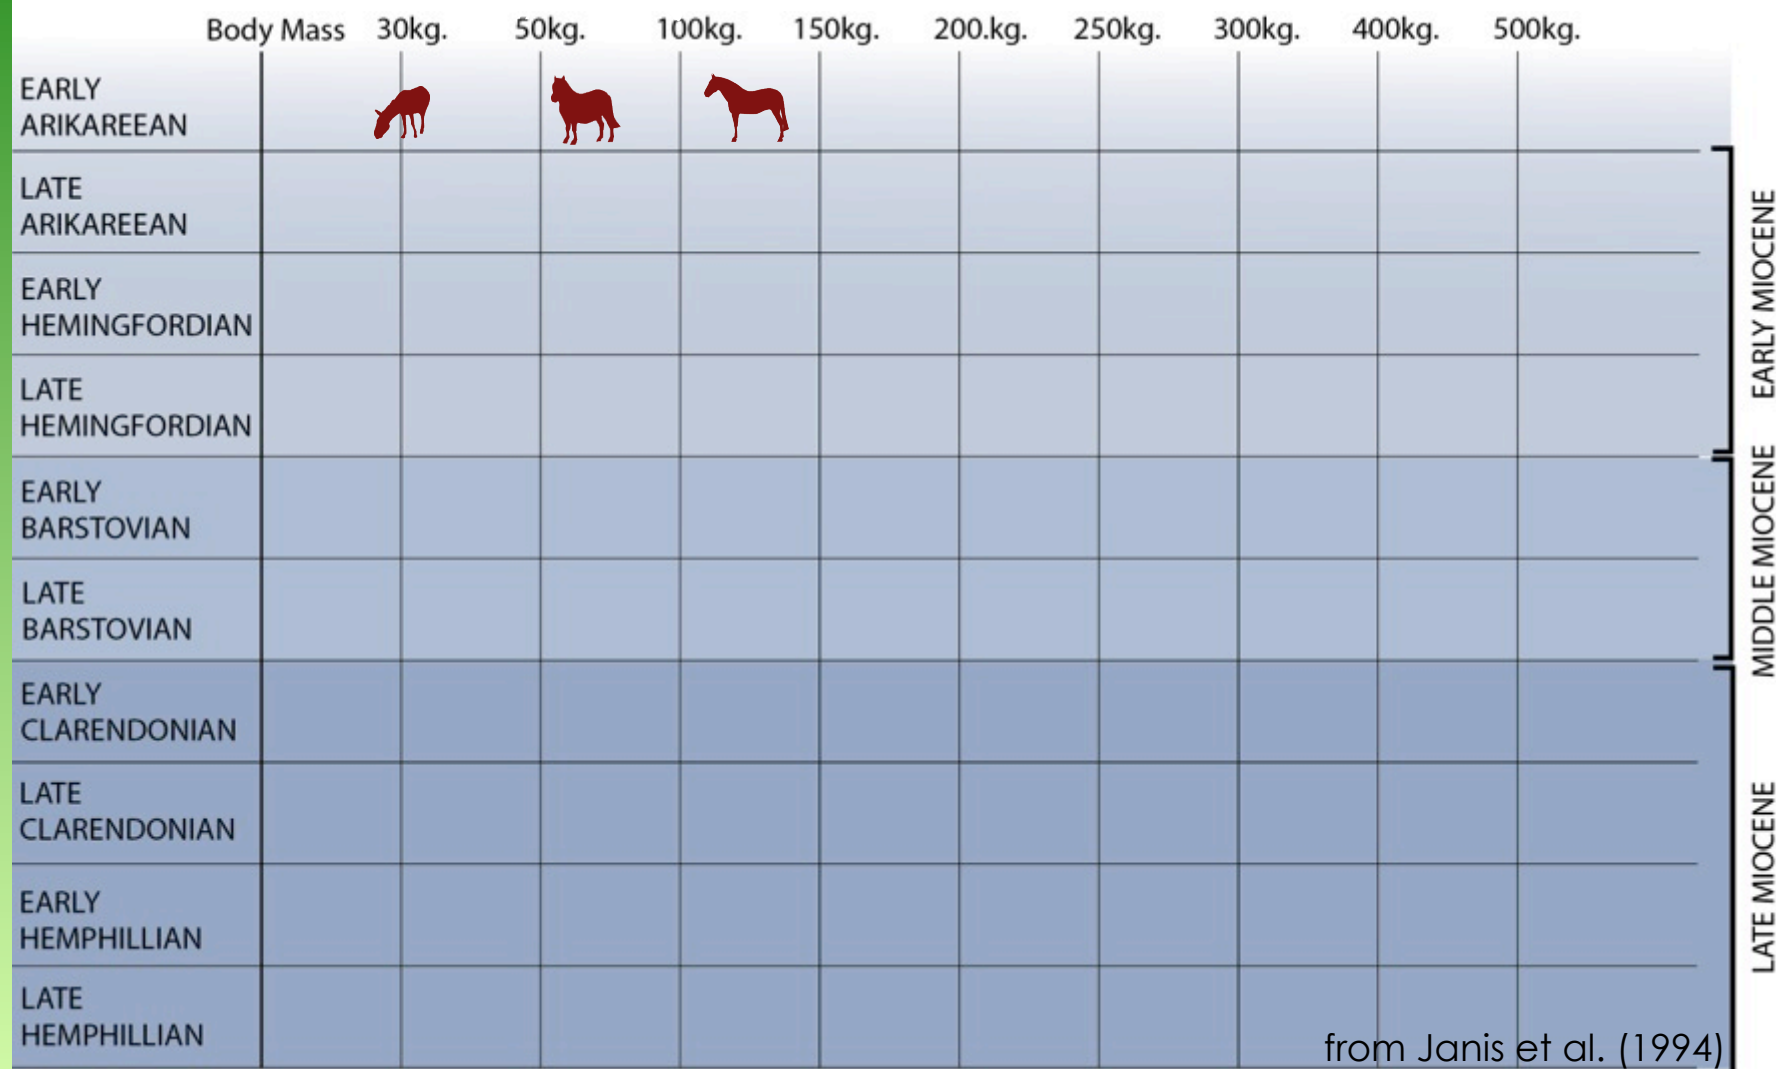 Body Mass 30kg. 50kg. 100kg. 150kg. 200.kg. 250kg. 300kg. 400kg. 500kg.
EARLY
ARIKAREEAN
LATE
ARIKAREEAN
EARLY
HEMINGFORDIAN
LATE
HEMINGFORDIAN
EARLY
BARSTOVIAN
LATE
BARSTOVIAN
EARLY
CLARENDONIAN
LATE
CLARENDONIAN
EARLY
HEMPHILLIAN
LATE
HEMPHILLIAN
EARLY MIOCENE
MIDDLE MIOCENE
LATE MIOCENE
from Janis et al. (1994)